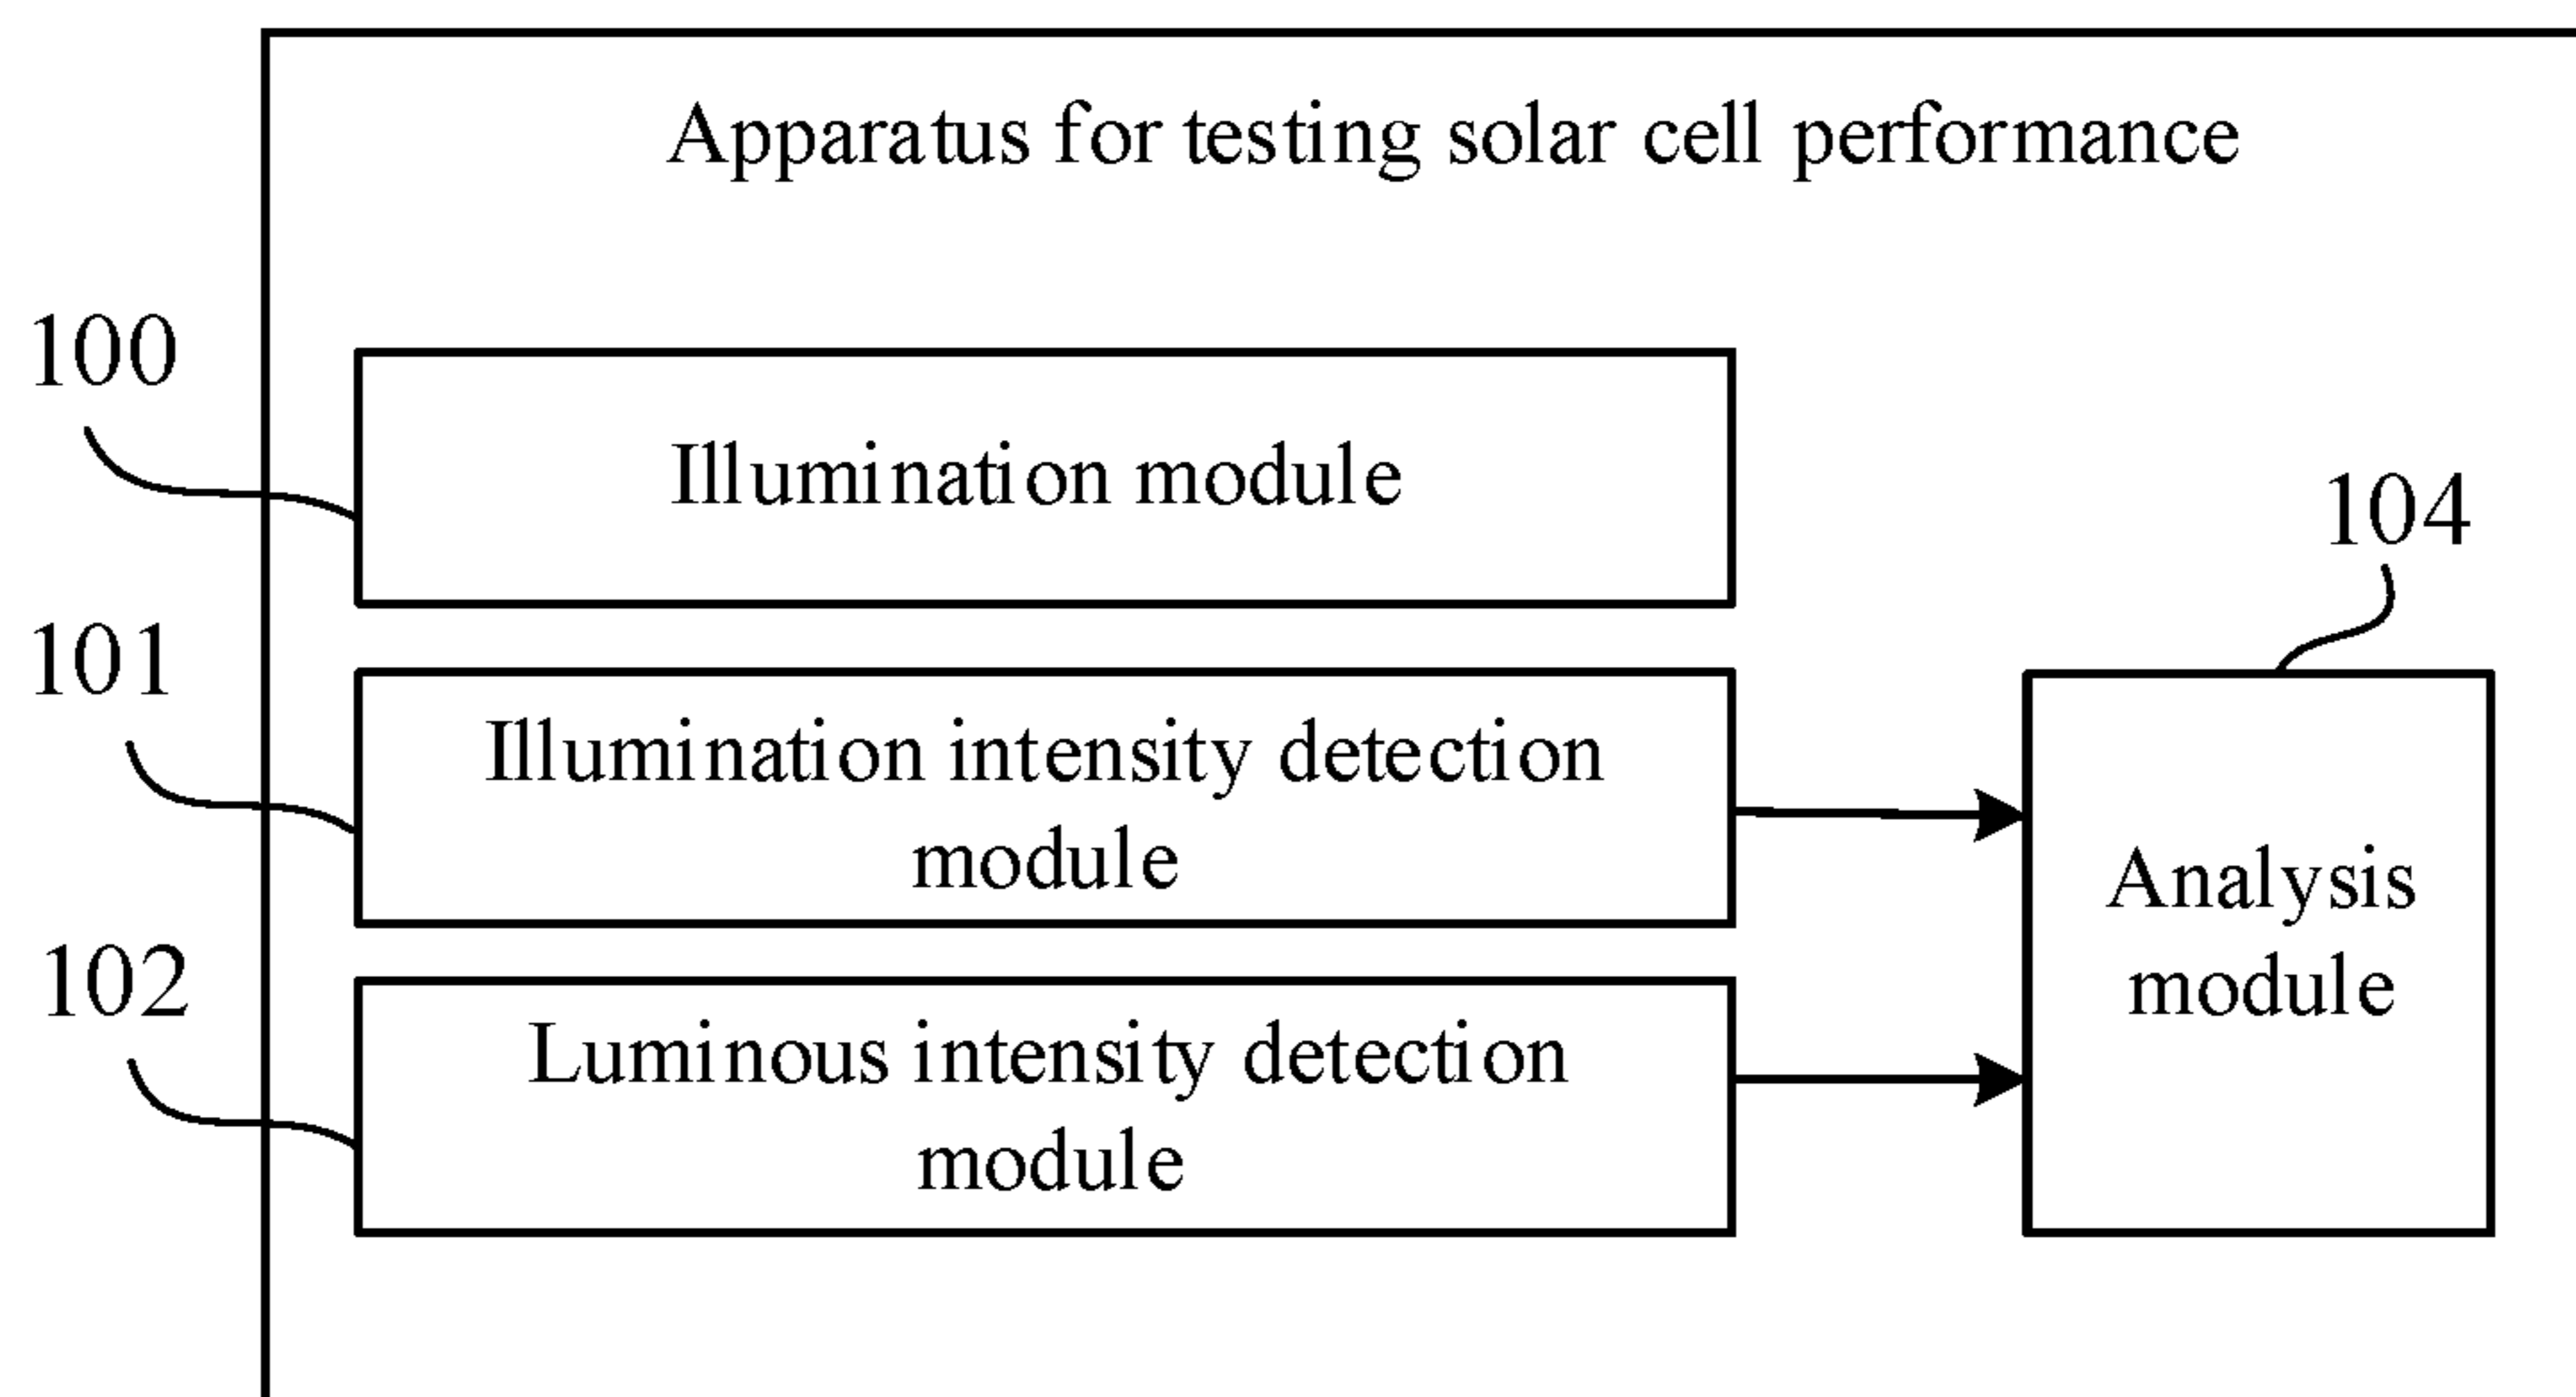 Apparatus for testing solar cell performance
100
Illumination module
104
101
Illumination intensity detection
module
Analysis
module
102
Luminous intensity detection
module